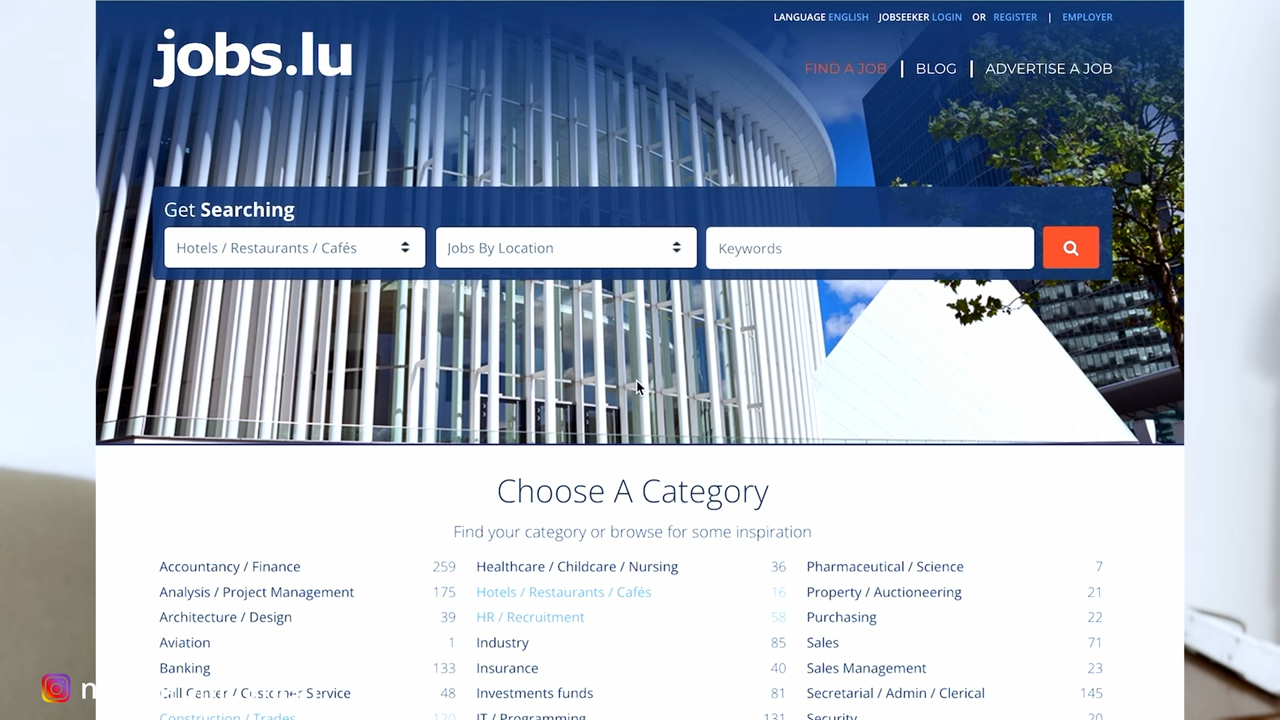 LANGUAGE ENGLISH JOBSEEKER LOGIN OR REGISTER | EMPLOYER
jobs.lu
FIND A JOB | BLOG | ADVERTISE A JOB
Get Searching
Hotels / Restaurants / Cafés
Jobs By Location
Keywords
Choose A Category
Find your category or browse for some inspiration
Accountancy / Finance 259
Healthcare / Childcare / Nursing 36
Pharmaceutical / Science 7
Analysis / Project Management 175
Hotels / Restaurants / Cafés 16
Property / Auctioneering 21
Architecture / Design 39
HR / Recruitment 58
Purchasing 22
Aviation 1
Industry 85
Sales 71
Banking 133
Insurance 40
Sales Management 23
Call Center / Customer Service 48
Investments funds 81
Secretarial / Admin / Clerical 145
Construction / Trades 120
IT / Programming 131
Security 20